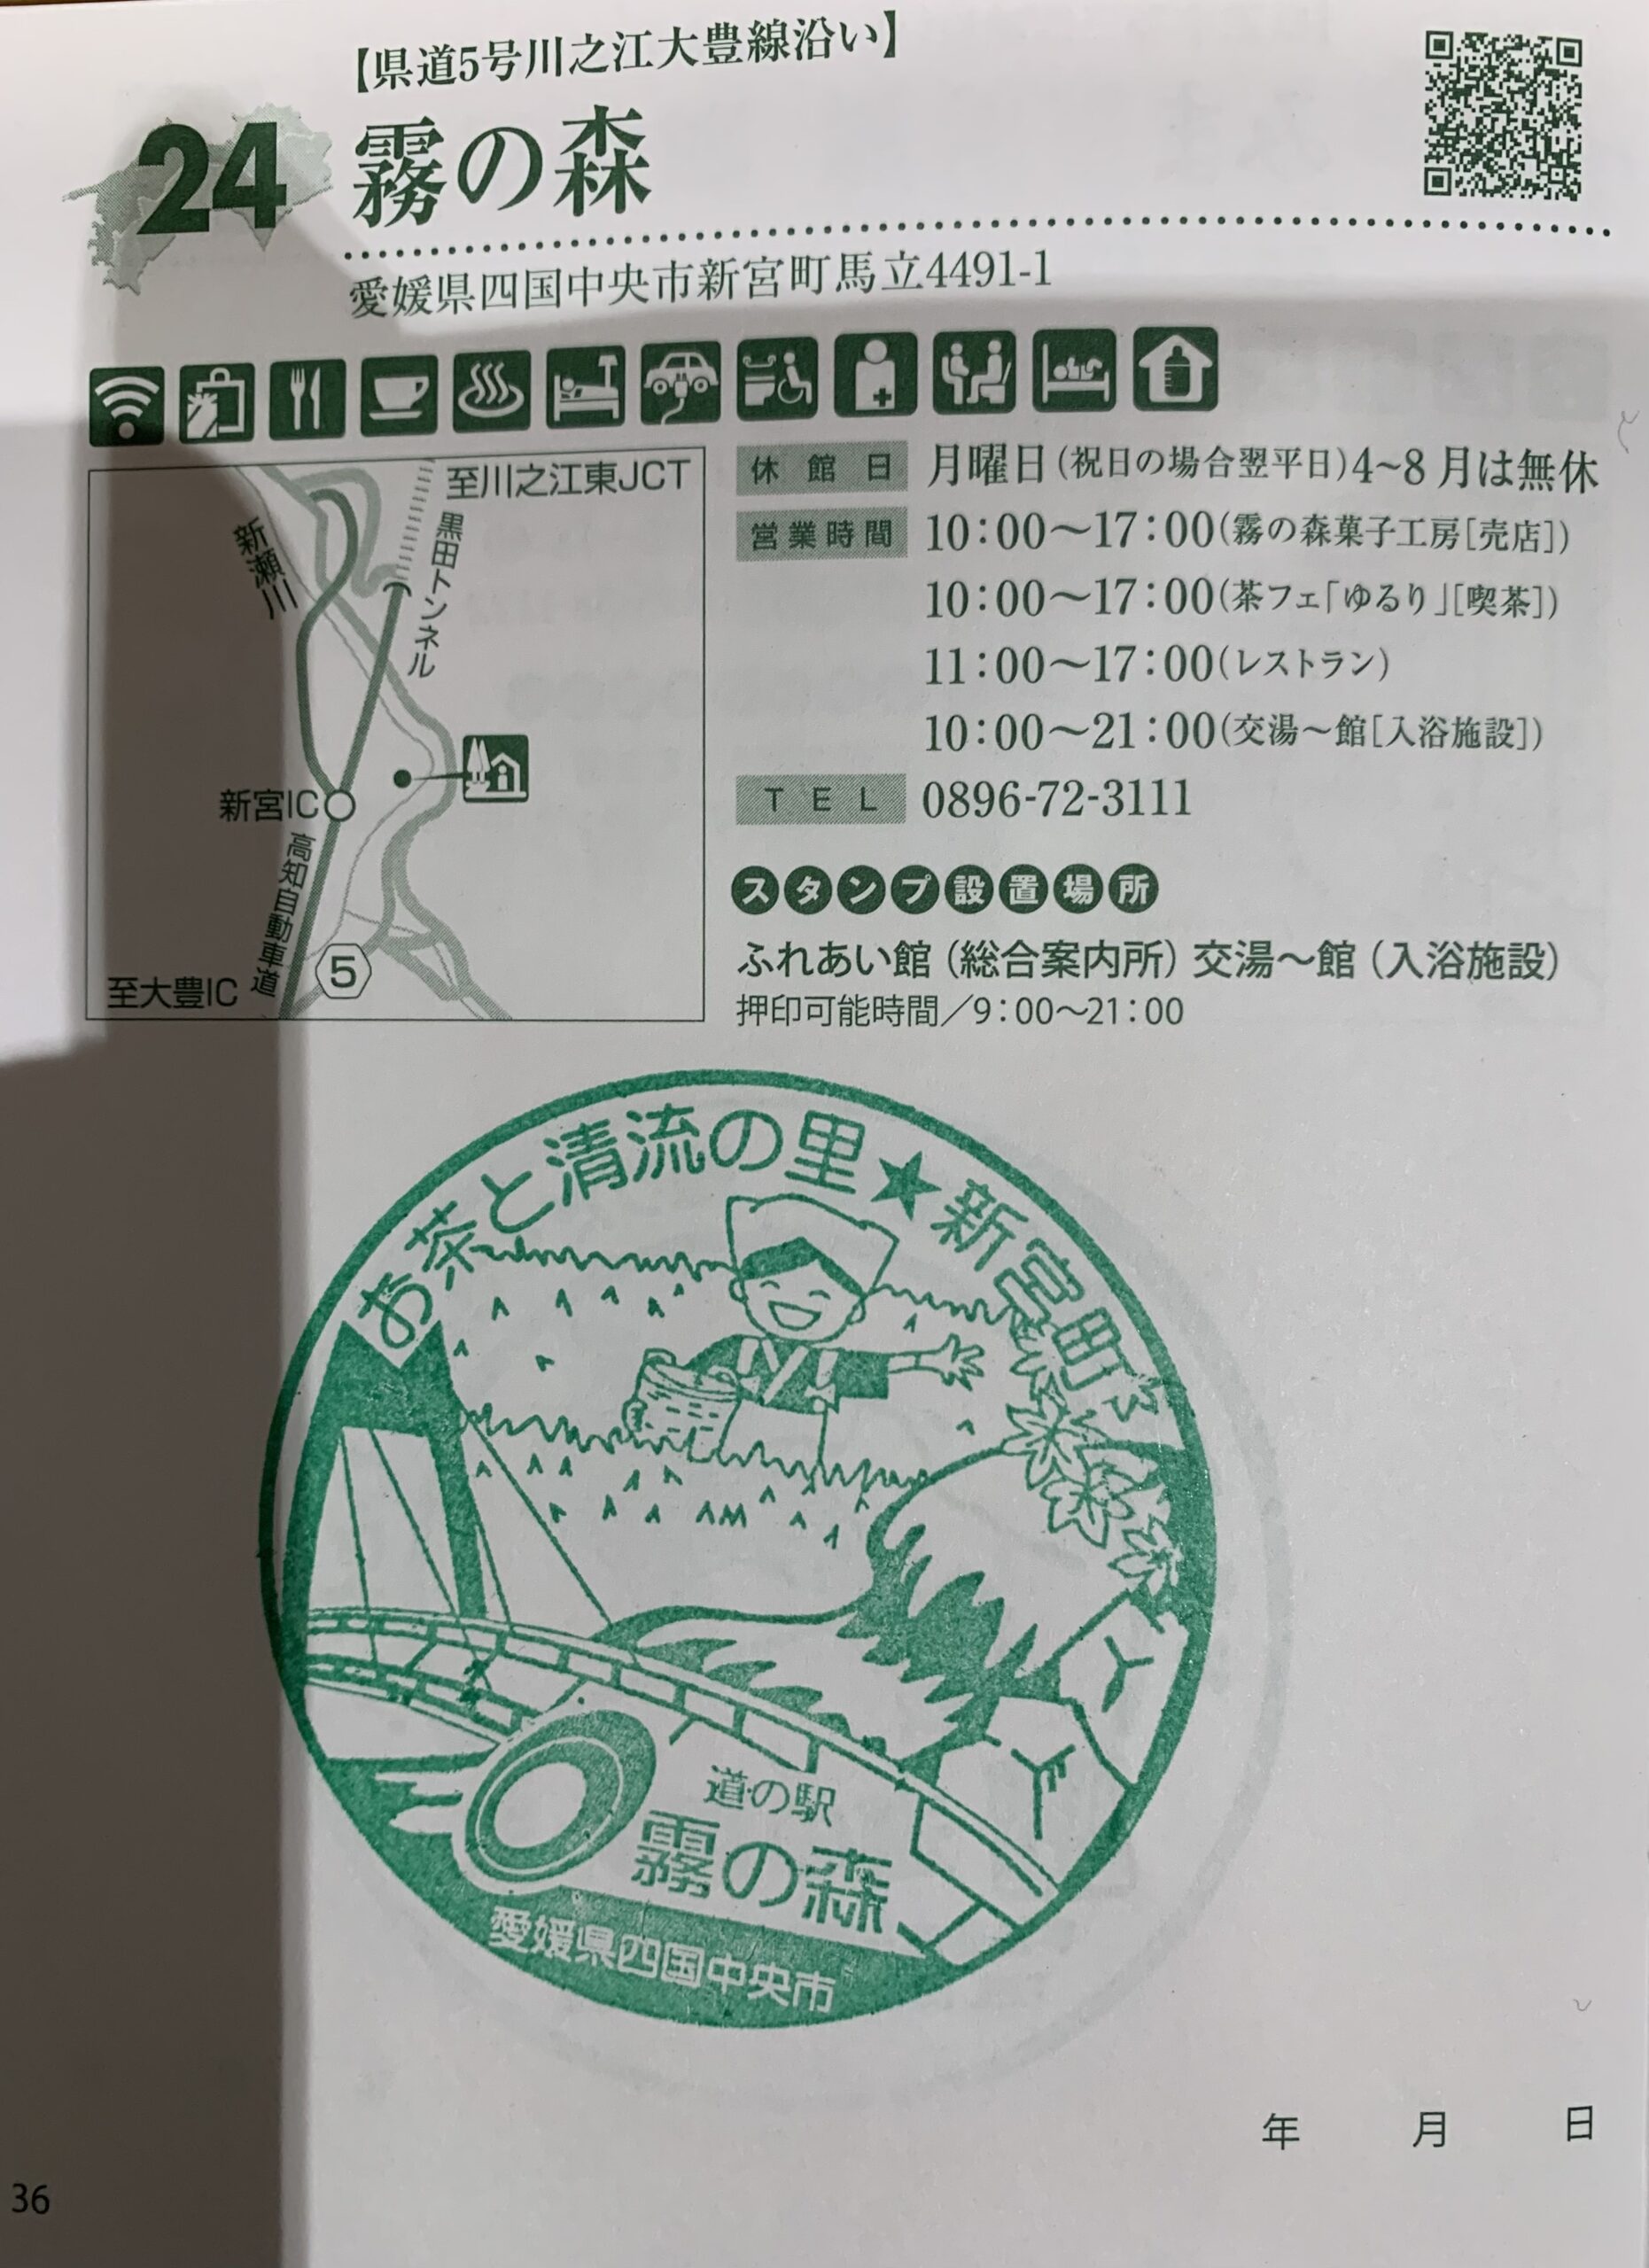 【県道5号川之江大豊線沿い】
24
霧の森
愛媛県四国中央市新宮町馬立4491-1
至川之江東JCT
新瀬川
黒田トンネル
新宮IC
高知自動車道
至大豊IC
5
休館日 月曜日(祝日の場合翌平日)4~8月は無休
営業時間 10:00～17:00(霧の森菓子工房[売店])
10:00～17:00(茶フェ「ゆるり」[喫茶])
11:00～17:00(レストラン)
10:00～21:00(交湯～館[入浴施設])
TEL 0896-72-3111
スタンプ設置場所
ふれあい館（総合案内所）交湯～館（入浴施設）
押印可能時間／9:00～21:00
お茶と清流の里★新宮町
道の駅
霧の森
愛媛県四国中央市
年 月 日
36